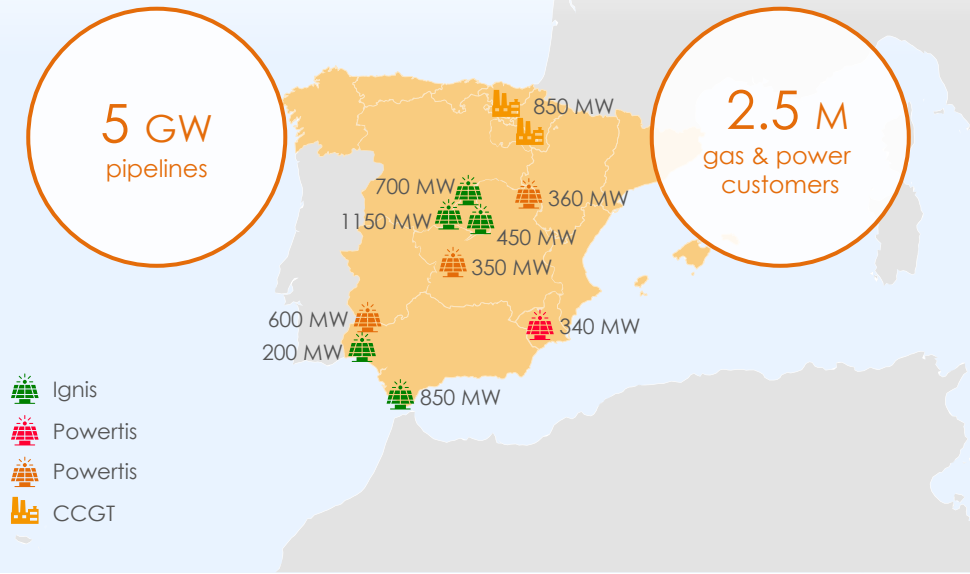 5 GW
pipelines
2.5 M
gas & power
customers
850 MW
700 MW
360 MW
1150 MW
450 MW
350 MW
600 MW
340 MW
200 MW
850 MW
Ignis
Powertis
Powertis
CCGT